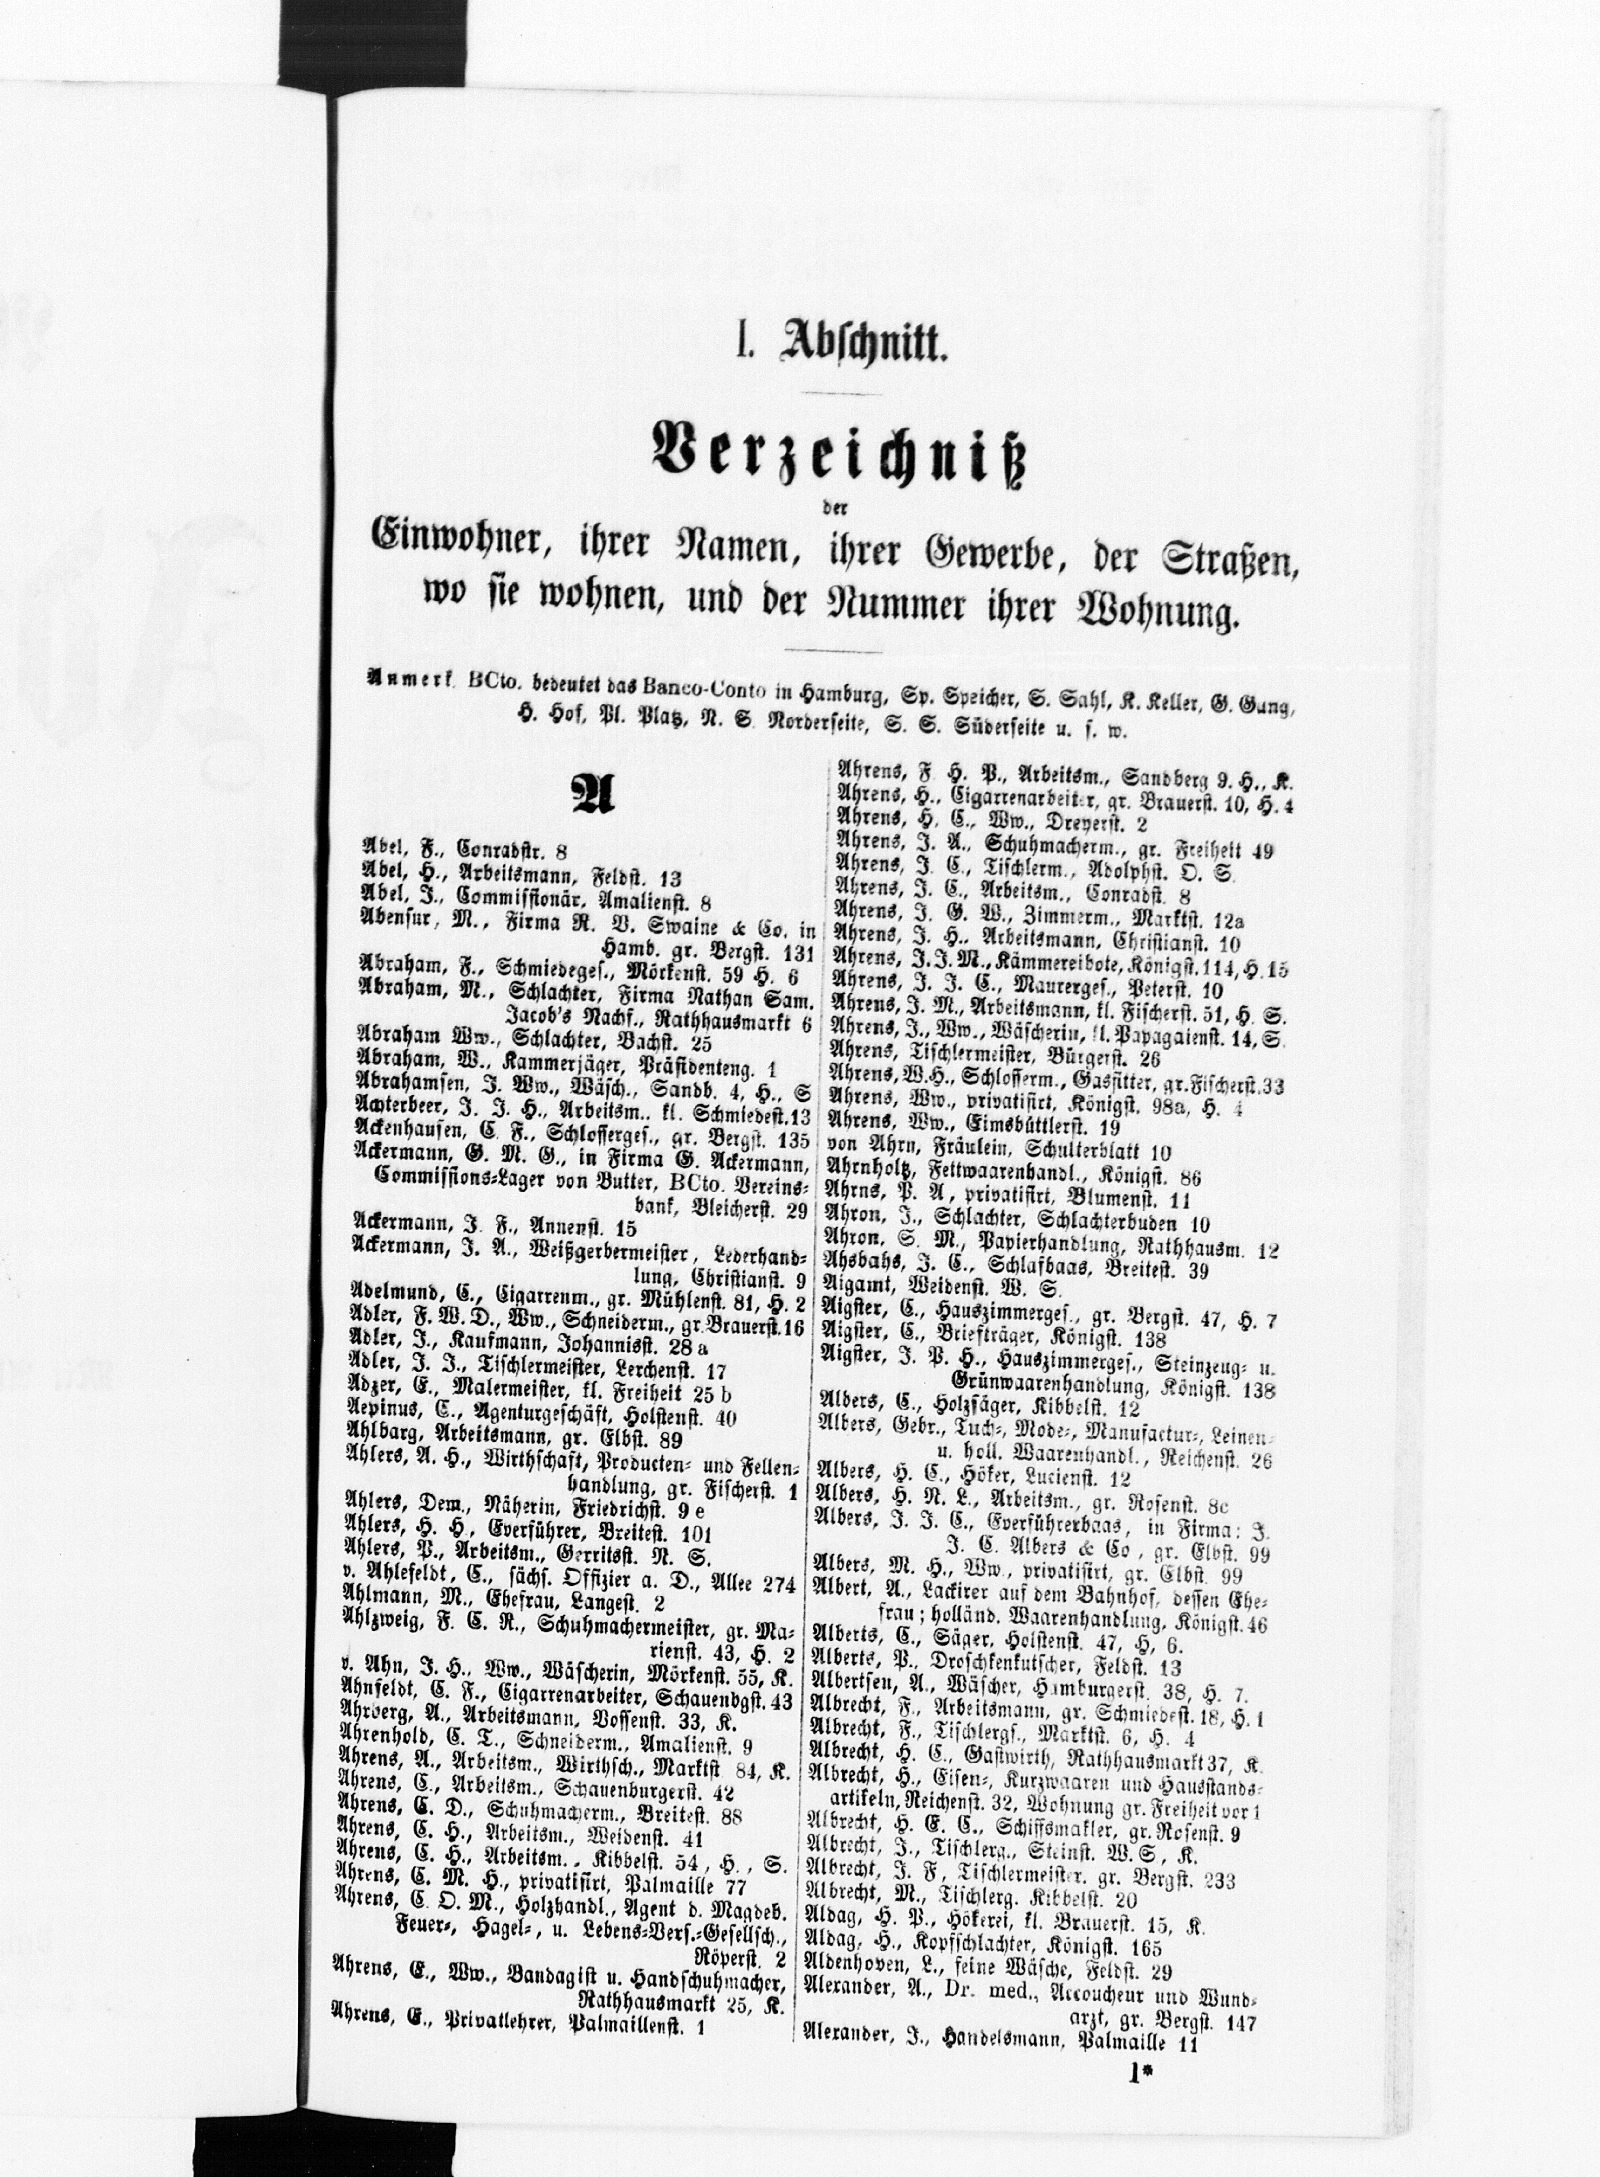 I. Abschnitt.
Verzeichniß
der
Einwohner, ihrer Namen, ihrer Gewerbe, der Straßen,
wo sie wohnen, und der Nummer ihrer Wohnung.
Anmerk. BCto. bedeutet das Banco-Conto in Hamburg, Sp. Speicher, S. Sahl, K. Keller, G. Gang,
H. Hof, Pl. Platz, N. S. Norderseite, S. S. Süderseite u. s. w.
A
Abel, F., Conradstr. 8
Abel, H., Arbeitsmann, Feldst. 13
Abel, J., Commissionär, Amalienst. 8
Abensur, M., Firma R. V. Swaine & Co. in
Hamb. gr. Bergst. 131
Abraham, F., Schmiedeges., Mörkenst. 59 H. 6
Abraham, M., Schlachter, Firma Nathan Sam.
Jacob's Nachf., Rathhausmarkt 6
Abraham Ww., Schlachter, Bachst. 25
Abraham, W., Kammerjäger, Präsidenteng. 1
Abrahamsen, J. Ww., Wäsch., Sandb. 4, H., S
Achterbeer, J. J. H., Arbeitsm., kl. Schmiedest.13
Ackenhausen, C. F., Schlosserges., gr. Bergst. 135
Ackermann, G. M. G., in Firma G. Ackermann,
Commissions-Lager von Butter, BCto. Vereins-
bank, Bleicherst. 29
Ackermann, J. F., Annenst. 15
Ackermann, J. A., Weißgerbermeister, Lederhand-
lung, Christianst. 9
Adelmund, C., Cigarrenm., gr. Mühlenst. 81, H. 2
Adler, F. W. D., Ww., Schneiderm., gr. Brauerst.16
Adler, J., Kaufmann, Johannisst. 28 a
Adler, J. J., Tischlermeister, Lerchenst. 17
Adzer, E., Malermeister, kl. Freiheit 25 b
Aepinus, C., Agenturgeschäft, Holstenst. 40
Ahlbarg, Arbeitsmann, gr. Elbst. 89
Ahlers, A. H., Wirthschaft, Producten- und Fellen-
handlung, gr. Fischerst. 1
Ahlers, Dem., Näherin, Friedrichst. 9 e
Ahlers, H. H., Everführer, Breitest. 101
Ahlers, P., Arbeitsm., Gerritsst. N. S.
v. Ahlefeldt, C., sächs. Offizier a. D., Allee 274
Ahlmann, M., Ehefrau, Langest. 2
Ahlzweig, F. C. R., Schuhmachermeister, gr. Ma-
rienst. 43, H. 2
v. Ahn, J. H., Ww., Wäscherin, Mörkenst. 55, K.
Ahnfeldt, C. F., Cigarrenarbeiter, Schauenbgst. 43
Ahrberg, A., Arbeitsmann, Vossenst. 33, K.
Ahrenhold, C. T., Schneiderm., Amalienst. 9
Ahrens, A., Arbeitsm., Wirthsch., Marktst 84, K.
Ahrens, C., Arbeitsm., Schauenburgerst. 42
Ahrens, C. D., Schuhmacherm., Breitest. 88
Ahrens, C. H., Arbeitsm., Weidenst. 41
Ahrens, C. H., Arbeitsm., Kibbelst. 54, H., S.
Ahrens, C. M. H., privatisirt, Palmaille 77
Ahrens, C. O. M., Holzhandl., Agent d. Magdeb.
Feuer-, Hagel-, u. Lebens-Vers.-Gesellsch.,
Röperst. 2
Ahrens, E., Ww., Bandagist u. Handschuhmacher,
Rathhausmarkt 25, K.
Ahrens, E., Privatlehrer, Palmaillenst. 1
Ahrens, F. H. P., Arbeitsm., Sandberg 9. H., K.
Ahrens, H., Cigarrenarbeiter, gr. Brauerst. 10, H. 4
Ahrens, H. C., Ww., Dreyerst. 2
Ahrens, J. A., Schuhmacherm., gr. Freiheit 49
Ahrens, J. C., Tischlerm., Adolphst. O. S.
Ahrens, J. C., Arbeitsm., Conradst. 8
Ahrens, J. G. W., Zimmerm., Marktst. 12a
Ahrens, J. H., Arbeitsmann, Christianst. 10
Ahrens, J. J. M., Kämmereibote, Königst. 114, H. 15
Ahrens, J. J. C., Maurerges., Peterst. 10
Ahrens, J. M., Arbeitsmann, kl. Fischerst. 51, H. S.
Ahrens, J., Ww., Wäscherin, kl. Papagaienst. 14, S.
Ahrens, Tischlermeister, Bürgerst. 26
Ahrens, W. H., Schlosserm., Gasfitter, gr. Fischerst. 33
Ahrens, Ww., privatisirt, Königst. 98a, H. 4
Ahrens, Ww., Eimsbüttlerst. 19
von Ahrn, Fräulein, Schulterblatt 10
Ahrnholtz, Fettwaarenhandl., Königst. 86
Ahrns, P. A, privatisirt, Blumenst. 11
Ahron, J., Schlachter, Schlachterbuden 10
Ahron, S. M., Papierhandlung, Rathhausm. 12
Ahsbahs, J. C., Schlafbaas, Breitest. 39
Aigamt, Weidenst. W. S.
Aigster, C., Hauszimmerges., gr. Bergst. 47, H. 7
Aigster, C., Briefträger, Königst. 138
Aigster, J. P. H., Hauszimmerges., Steinzeug- u.
Grünwaarenhandlung, Königst. 138
Alders, C., Holzsäger, Kibbelst. 12
Albers, Gebr., Tuch-, Mode-, Manufactur-, Leinen-
u. holl. Waarenhandl., Reichenst. 26
Albers, H. C., Höker, Lucienst. 12
Albers, H. N. L., Arbeitsm., gr. Rosenst. 8c
Albers, J. J. C., Everführerbaas, in Firma: J.
J. C. Albers & Co, gr. Elbst. 99
Albers, M. H., Ww., privatisirt, gr. Elbst. 99
Albert, A., Lackirer auf dem Bahnhof, dessen Ehe-
frau; holländ. Waarenhandlung, Königst. 46
Alberts, C., Säger, Holstenst. 47, H, 6.
Alberts, P., Droschkenkutscher, Feldst. 13
Albertsen, A., Wäscher, Hamburgerst. 38, H. 7.
Albrecht, F., Arbeitsmann, gr. Schmiedest. 18, H. 1
Albrecht, F., Tischlergs., Marktst. 6, H. 4
Albrecht, H. C., Gastwirth, Rathhausmarkt 37, K.
Albrecht, H., Eisen-, Kurzwaaren und Hausstands-
artikeln, Reichenst. 32, Wohnung gr. Freiheit vor 1
Albrecht, H. E. C., Schiffsmakler, gr. Rosenst. 9
Albrecht, J., Tischlerg., Steinst. W. S, K.
Albrecht, J. F, Tischlermeister, gr. Bergst. 233
Albrecht, M., Tischlerg. Kibbelst. 20
Aldag, H. P., Hökerei, kl. Brauerst. 15, K.
Aldag, H., Kopfschlachter, Königst. 165
Aldenhoven, L., feine Wäsche, Feldst. 29
Alexander, A., Dr. med., Accoucheur und Wund-
arzt, gr. Bergst. 147
Alexander, J., Handelsmann, Palmaille 11
1*